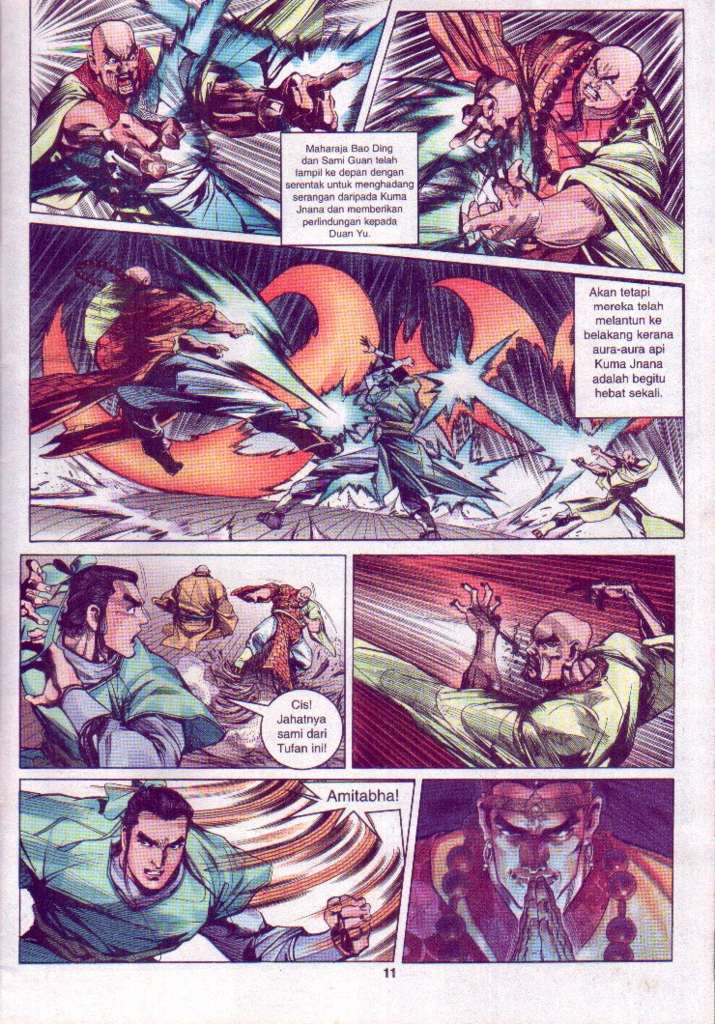 Maharaja Bao Ding
dan Sami Guan telah
tampil ke depan dengan
serentak untuk menghadang
serangan daripada Kuma
Jnana dan memberikan
perlindungan kepada
Duan Yu.
Akan tetapi
mereka telah
melantun ke
belakang kerana
aura-aura api
Kuma Jnana
adalah begitu
hebat sekali.
Cis!
Jahatnya
sami dari
Tufan ini!
Amitabha!
11